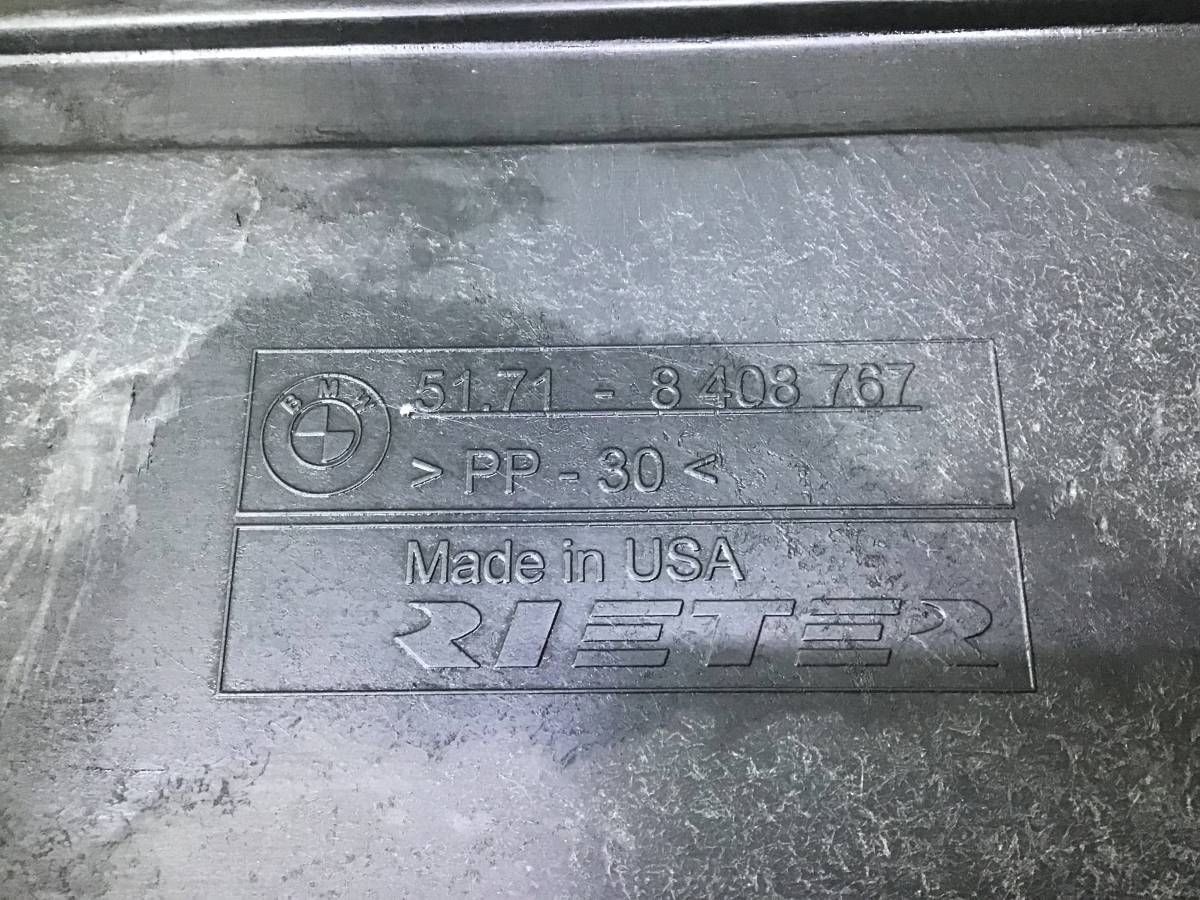 BMW
51.71 - 8 408 767
> PP - 30 <
Made in USA
RIETER